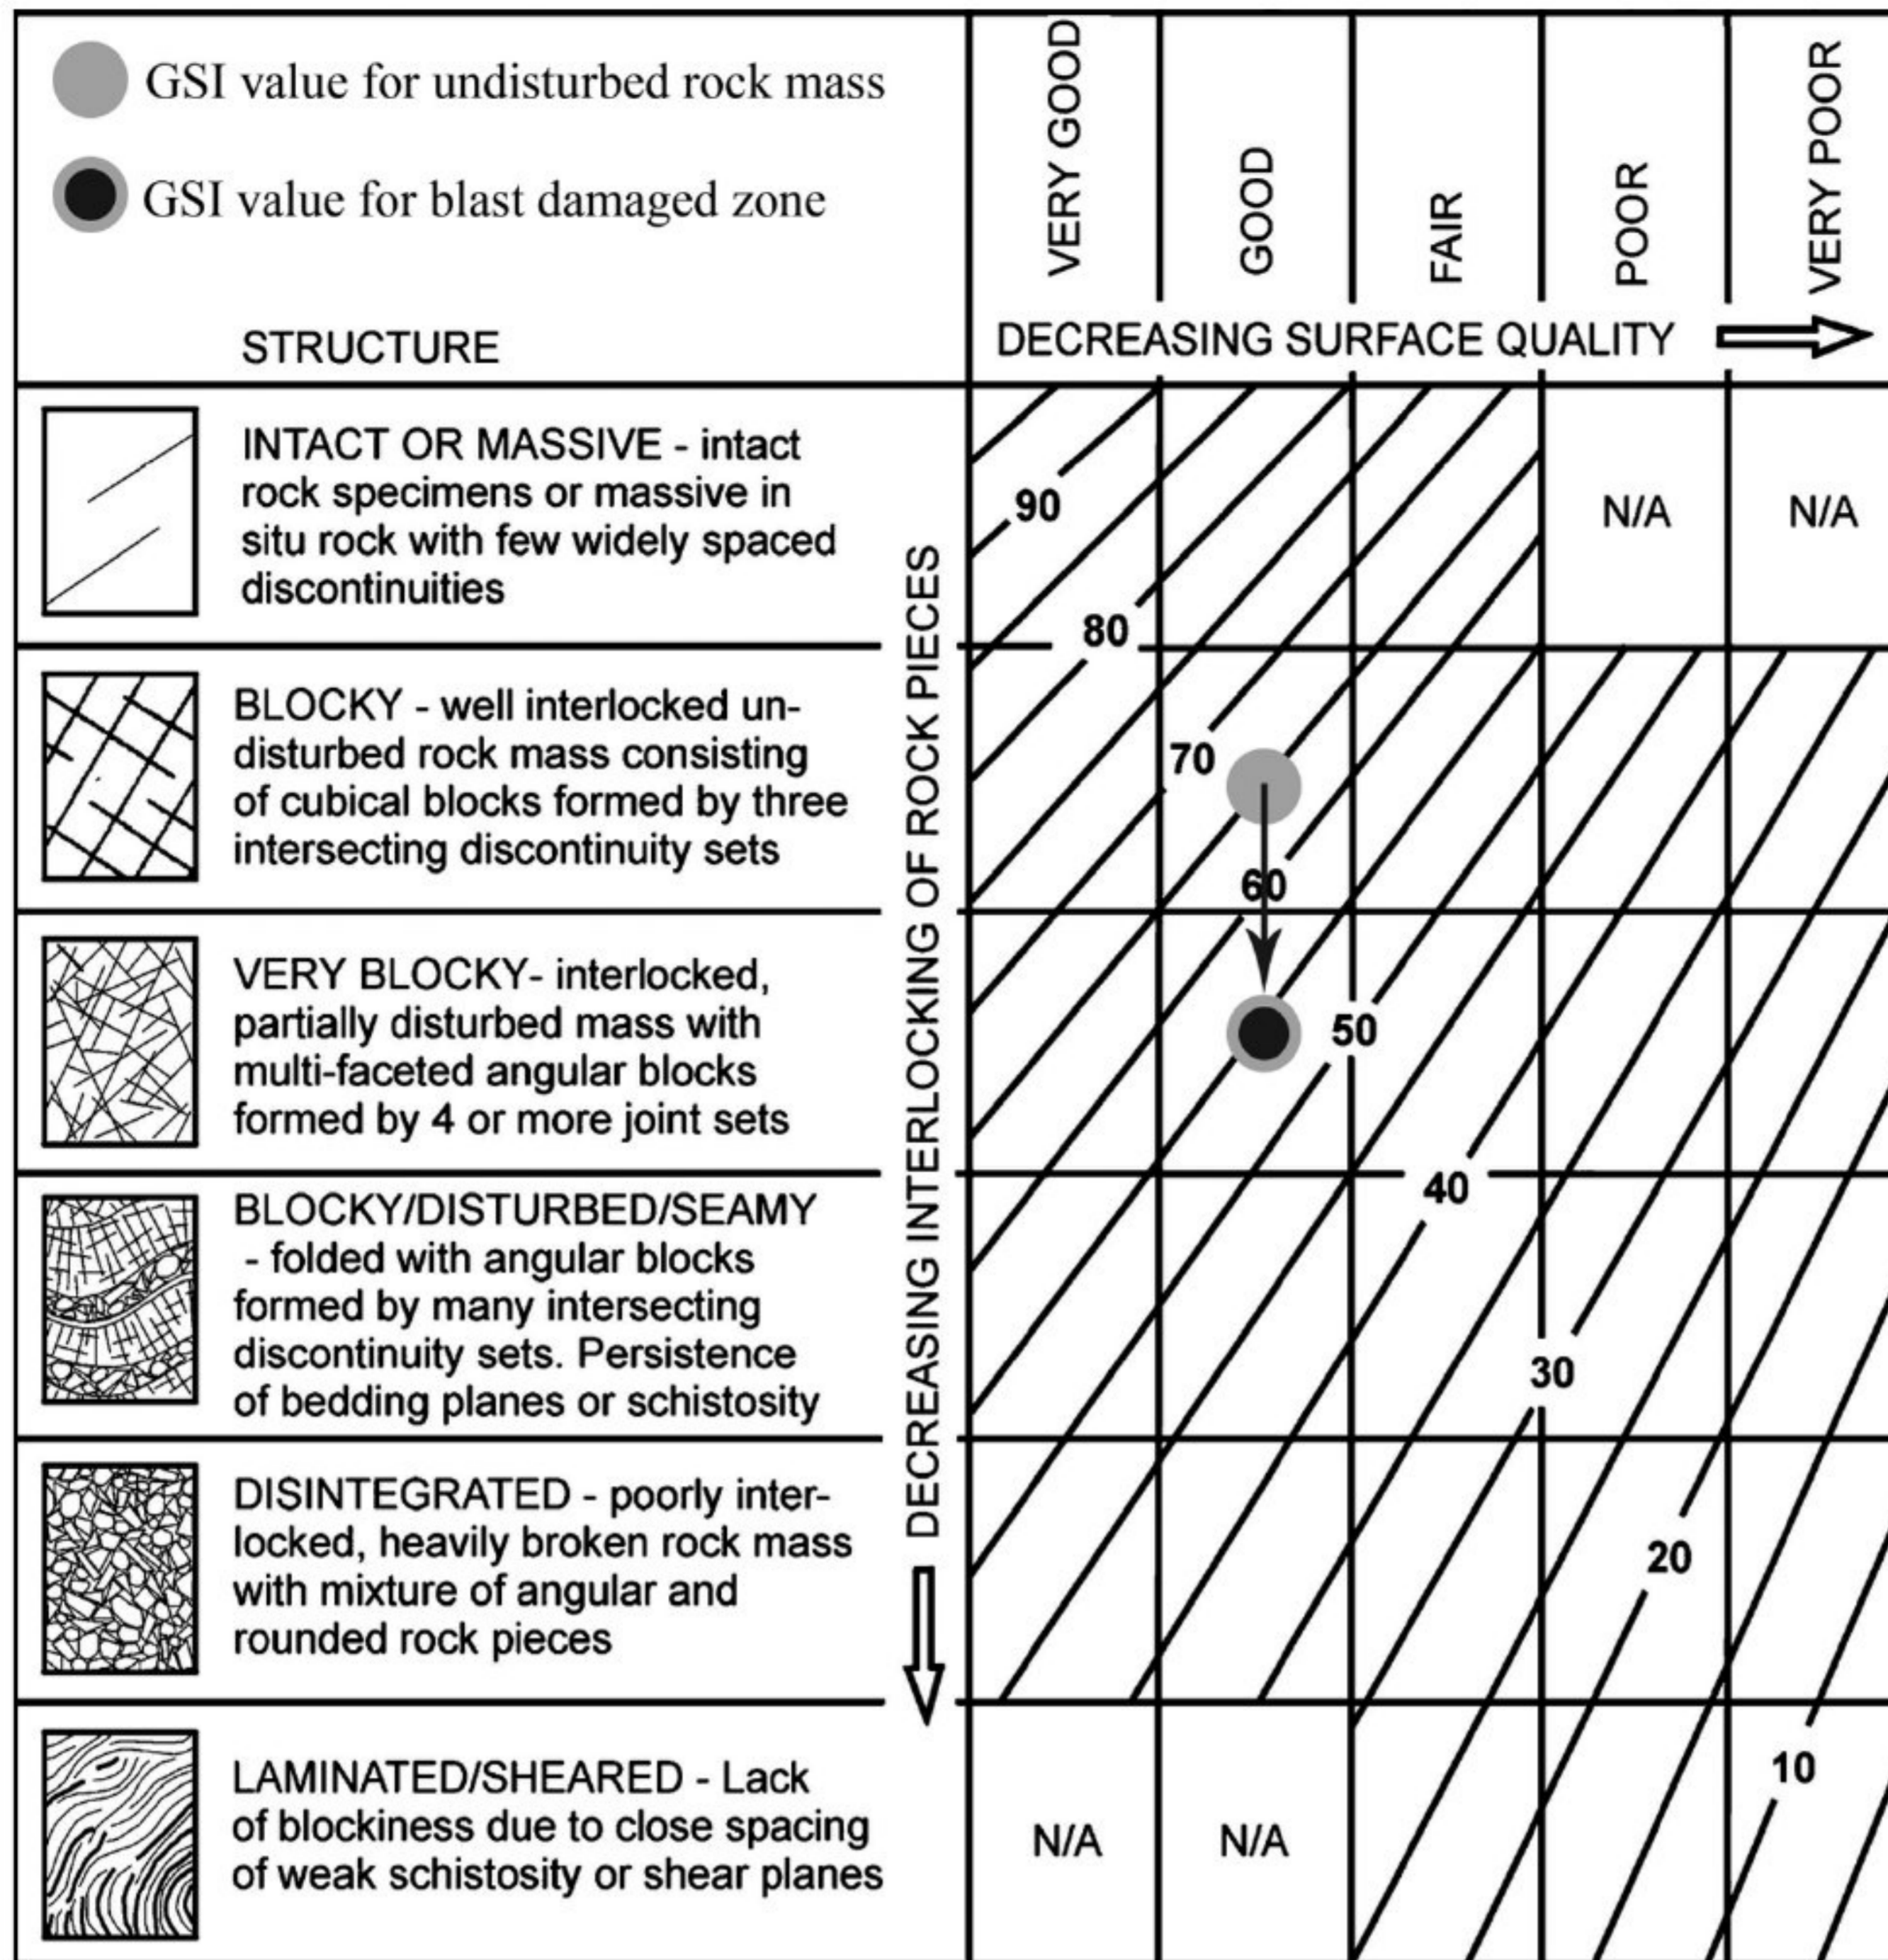 GSI value for undisturbed rock mass
GSI value for blast damaged zone
STRUCTURE
VERY GOOD
GOOD
FAIR
POOR
VERY POOR
DECREASING SURFACE QUALITY
INTACT OR MASSIVE - intact
rock specimens or massive in
situ rock with few widely spaced
discontinuities
BLOCKY - well interlocked un-
disturbed rock mass consisting
of cubical blocks formed by three
intersecting discontinuity sets
VERY BLOCKY- interlocked,
partially disturbed mass with
multi-faceted angular blocks
formed by 4 or more joint sets
BLOCKY/DISTURBED/SEAMY
- folded with angular blocks
formed by many intersecting
discontinuity sets. Persistence
of bedding planes or schistosity
DISINTEGRATED - poorly inter-
locked, heavily broken rock mass
with mixture of angular and
rounded rock pieces
LAMINATED/SHEARED - Lack
of blockiness due to close spacing
of weak schistosity or shear planes
DECREASING INTERLOCKING OF ROCK PIECES
90
N/A
N/A
80
70
60
50
40
30
20
10
N/A
N/A